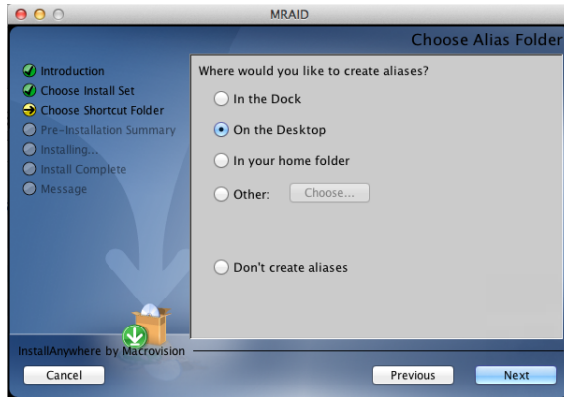 MRAID
Choose Alias Folder
Introduction
Choose Install Set
Choose Shortcut Folder
Pre-Installation Summary
Installing...
Install Complete
Message
Where would you like to create aliases?
In the Dock
On the Desktop
In your home folder
Other: Choose...
Don't create aliases
InstallAnywhere by Macrovision
Cancel Previous Next